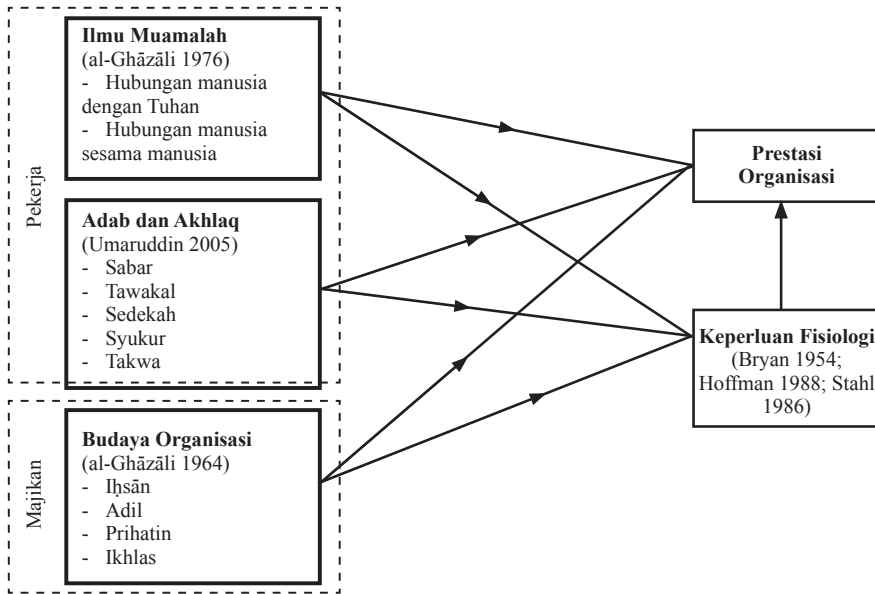 Pekerja
Ilmu Muamalah
(al-Ghāzāli 1976)
- Hubungan manusia
dengan Tuhan
- Hubungan manusia
sesama manusia
Adab dan Akhlaq
(Umaruddin 2005)
- Sabar
- Tawakal
- Sedekah
- Syukur
- Takwa
Majikan
Budaya Organisasi
(al-Ghāzāli 1964)
- Iḥsān
- Adil
- Prihatin
- Ikhlas
Prestasi
Organisasi
Keperluan Fisiologi
(Bryan 1954;
Hoffman 1988; Stahl
1986)